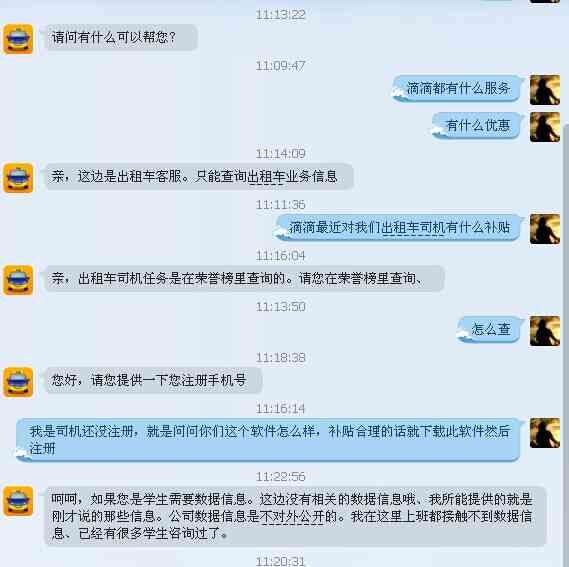 11:13:22
请问有什么可以帮您?
11:09:47
滴滴都有什么服务
有什么优惠
11:14:09
亲，这边是出租车客服。只能查询出租车业务信息
11:11:36
滴滴最近对我们出租车司机有什么补贴
11:16:04
亲，出租车司机任务是在荣誉榜里查询的。请您在荣誉榜里查询、
11:13:50
怎么查
11:18:38
您好，请您提供一下您注册手机号
11:16:14
我是司机还没注册，就是问问你们这个软件怎么样，补贴合理的话就下载此软件然后
注册
11:22:56
呵呵，如果您是学生需要数据信息。这边没有相关的数据信息哦、我所能提供的就是
刚才说的那些信息。公司数据信息是不对外公开的。我在这里上班都接触不到数据信
息、已经有很多学生咨询过了。
11:20:31